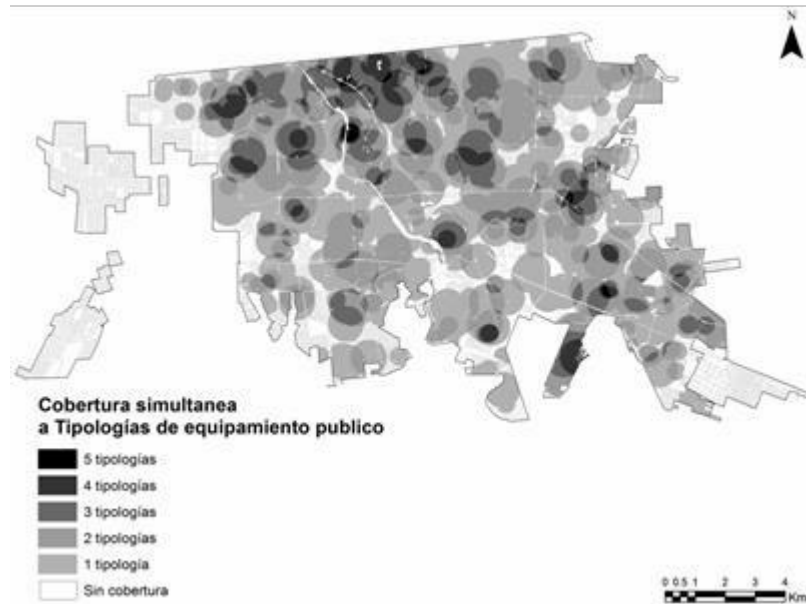 N
Cobertura simultanea
a Tipologías de equipamiento publico
5 tipologías
4 tipologías
3 tipologías
2 tipologías
1 tipología
Sin cobertura
0 0.5 1 2 3 4
Km